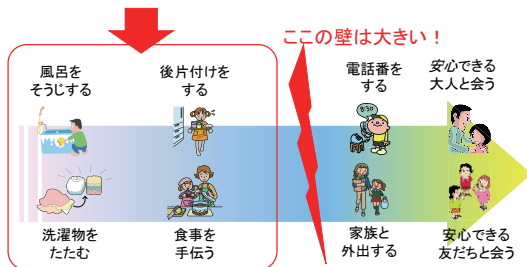 ここの壁は大きい！
風呂を
そうじする
後片付けを
する
電話番を
する
安心できる
大人と会う
8:30
洗濯物を
たたむ
食事を
手伝う
家族と
外出する
安心できる
友だちと会う